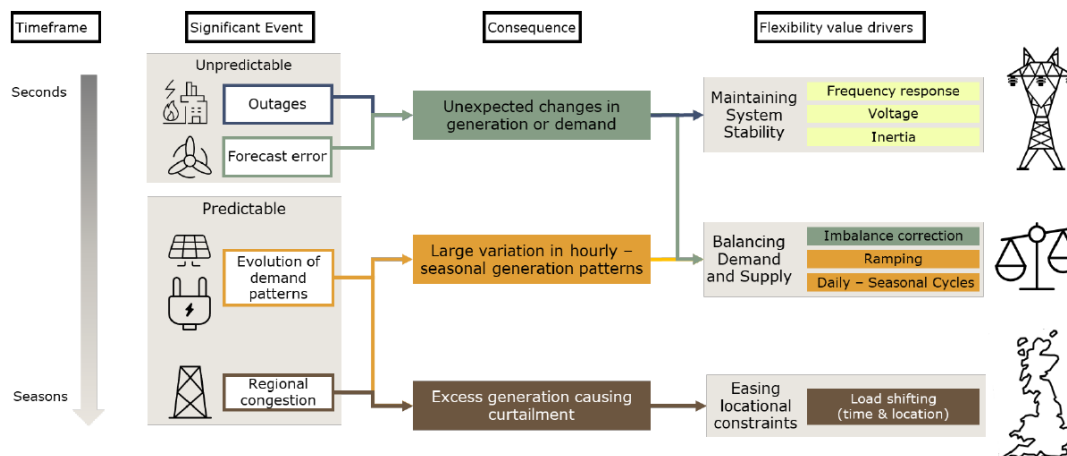 Timeframe
Significant Event
Consequence
Flexibility value drivers
Seconds
Seasons
Unpredictable
Outages
Forecast error
Predictable
Evolution of
demand
patterns
Regional
congestion
Unexpected changes in
generation or demand
Large variation in hourly –
seasonal generation patterns
Excess generation causing
curtailment
Maintaining
System
Stability
Frequency response
Voltage
Inertia
Balancing
Demand
and Supply
Imbalance correction
Ramping
Daily – Seasonal Cycles
Easing
locational
constraints
Load shifting
(time & location)